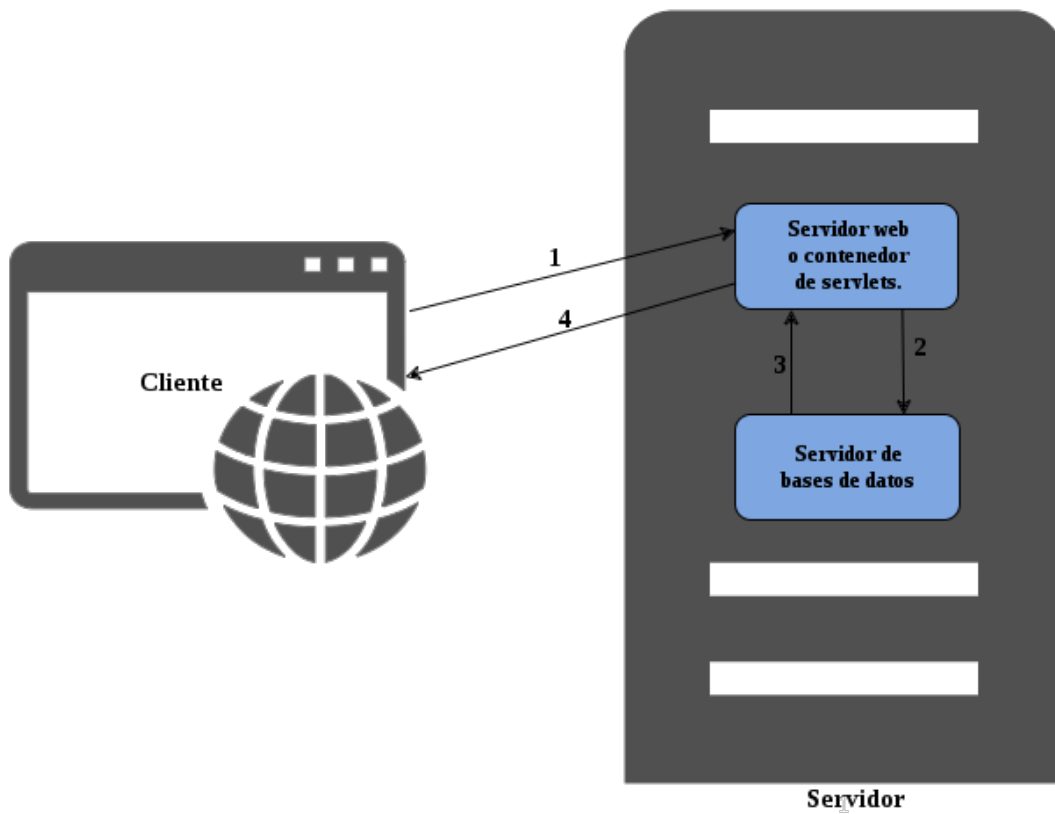 1
Servidor web
o contenedor
de servlets.
4
3
2
Cliente
Servidor de
bases de datos
Servidor